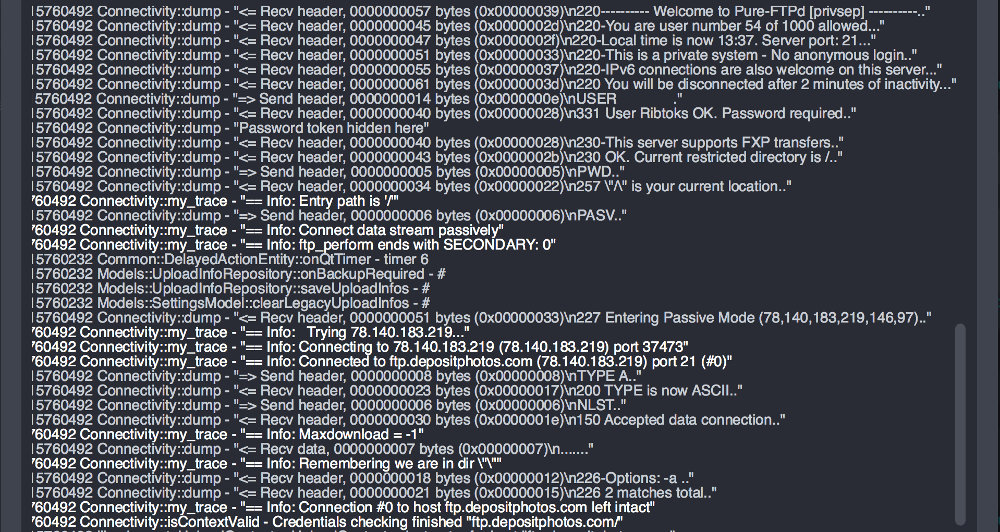 15760492 Connectivity::dump - "<= Recv header, 0000000057 bytes (0x00000039)\n220---------- Welcome to Pure-FTPd [privsep] ----------.."
15760492 Connectivity::dump - "<= Recv header, 0000000045 bytes (0x0000002d)\n220-You are user number 54 of 1000 allowed..."
15760492 Connectivity::dump - "<= Recv header, 0000000047 bytes (0x0000002f)\n220-Local time is now 13:37. Server port: 21..."
15760492 Connectivity::dump - "<= Recv header, 0000000051 bytes (0x00000033)\n220-This is a private system - No anonymous login.."
15760492 Connectivity::dump - "<= Recv header, 0000000055 bytes (0x00000037)\n220-IPv6 connections are also welcome on this server..."
15760492 Connectivity::dump - "<= Recv header, 0000000061 bytes (0x0000003d)\n220 You will be disconnected after 2 minutes of inactivity..."
5760492 Connectivity::dump - "=> Send header, 0000000014 bytes (0x0000000e)\nUSER ."
15760492 Connectivity::dump - "<= Recv header, 0000000040 bytes (0x00000028)\n331 User Ribtoks OK. Password required.."
15760492 Connectivity::dump - "Password token hidden here"
15760492 Connectivity::dump - "<= Recv header, 0000000040 bytes (0x00000028)\n230-This server supports FXP transfers.."
15760492 Connectivity::dump - "<= Recv header, 0000000043 bytes (0x0000002b)\n230 OK. Current restricted directory is /.."
15760492 Connectivity::dump - "=> Send header, 0000000005 bytes (0x00000005)\nPWD.."
15760492 Connectivity::dump - "<= Recv header, 0000000034 bytes (0x00000022)\n257 \"/\" is your current location.."
760492 Connectivity::my_trace - "== Info: Entry path is '/'"
15760492 Connectivity::dump - "=> Send header, 0000000006 bytes (0x00000006)\nPASV.."
760492 Connectivity::my_trace - "== Info: Connect data stream passively"
760492 Connectivity::my_trace - "== Info: ftp_perform ends with SECONDARY: 0"
15760232 Common::DelayedActionEntity::onQtTimer - timer 6
15760232 Models::UploadInfoRepository::onBackupRequired - #
15760232 Models::UploadInfoRepository::saveUploadInfos - #
15760232 Models::SettingsModel::clearLegacyUploadInfos - #
15760492 Connectivity::dump - "<= Recv header, 0000000051 bytes (0x00000033)\n227 Entering Passive Mode (78,140,183,219,146,97).."
760492 Connectivity::my_trace - "== Info:   Trying 78.140.183.219..."
760492 Connectivity::my_trace - "== Info: Connecting to 78.140.183.219 (78.140.183.219) port 37473"
760492 Connectivity::my_trace - "== Info: Connected to ftp.depositphotos.com (78.140.183.219) port 21 (#0)"
15760492 Connectivity::dump - "=> Send header, 0000000008 bytes (0x00000008)\nTYPE A.."
15760492 Connectivity::dump - "<= Recv header, 0000000023 bytes (0x00000017)\n200 TYPE is now ASCII.."
15760492 Connectivity::dump - "=> Send header, 0000000006 bytes (0x00000006)\nNLST.."
15760492 Connectivity::dump - "<= Recv header, 0000000030 bytes (0x0000001e)\n150 Accepted data connection..."
760492 Connectivity::my_trace - "== Info: Maxdownload = -1"
15760492 Connectivity::dump - "<= Recv data, 0000000007 bytes (0x00000007)\n......."
760492 Connectivity::my_trace - "== Info: Remembering we are in dir \"\""
15760492 Connectivity::dump - "<= Recv header, 0000000018 bytes (0x00000012)\n226-Options: -a .."
15760492 Connectivity::dump - "<= Recv header, 0000000021 bytes (0x00000015)\n226 2 matches total.."
760492 Connectivity::my_trace - "== Info: Connection #0 to host ftp.depositphotos.com left intact"
760492 Connectivity::isContextValid - Credentials checking finished "ftp.depositphotos.com/"